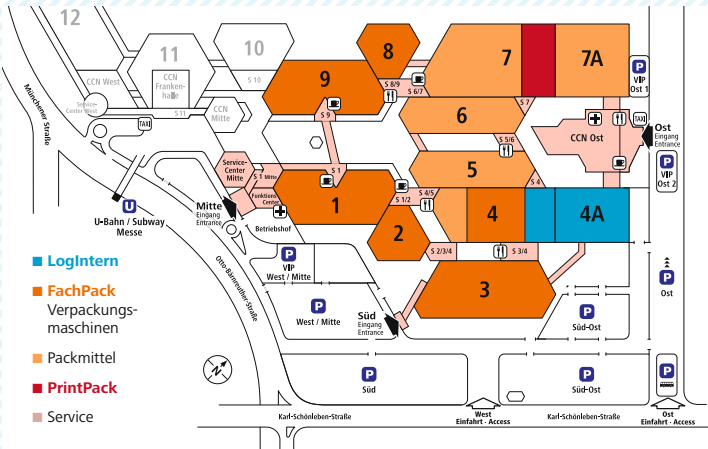 12
11
10
8
7
7A
CCN West
CCN
Franken-
halle
S 10
9
S 8/9
S 6/7
VIP
Ost 1
Münchener Straße
Service-
Center West
S 11
CCN
Mitte
TAXI
S 9
S 7
6
TAXI
CCN Ost
Ost
Eingang
Entrance
S 5/6
Service-
Center
Mitte
S 1 Mitte
S 1
5
S 4
P
VIP
Ost 2
Funktions-
Center
1
S 1/2
S 4/5
U
U-Bahn / Subway
Messe
Mitte
Eingang
Entrance
Betriebshof
4
4A
2
S 2/3/4
S 3/4
P
VIP
West / Mitte
LogIntern
FachPack
Verpackungs-
maschinen
Packmittel
PrintPack
Service
Otto-Bärnreuther-Straße
3
P
Ost
P
West / Mitte
Süd
Eingang
Entrance
P
Süd-Ost
N
P
Süd
P
Süd-Ost
P
Karl-Schönleben-Straße
West
Einfahrt · Access
Karl-Schönleben-Straße
Ost
Einfahrt · Access